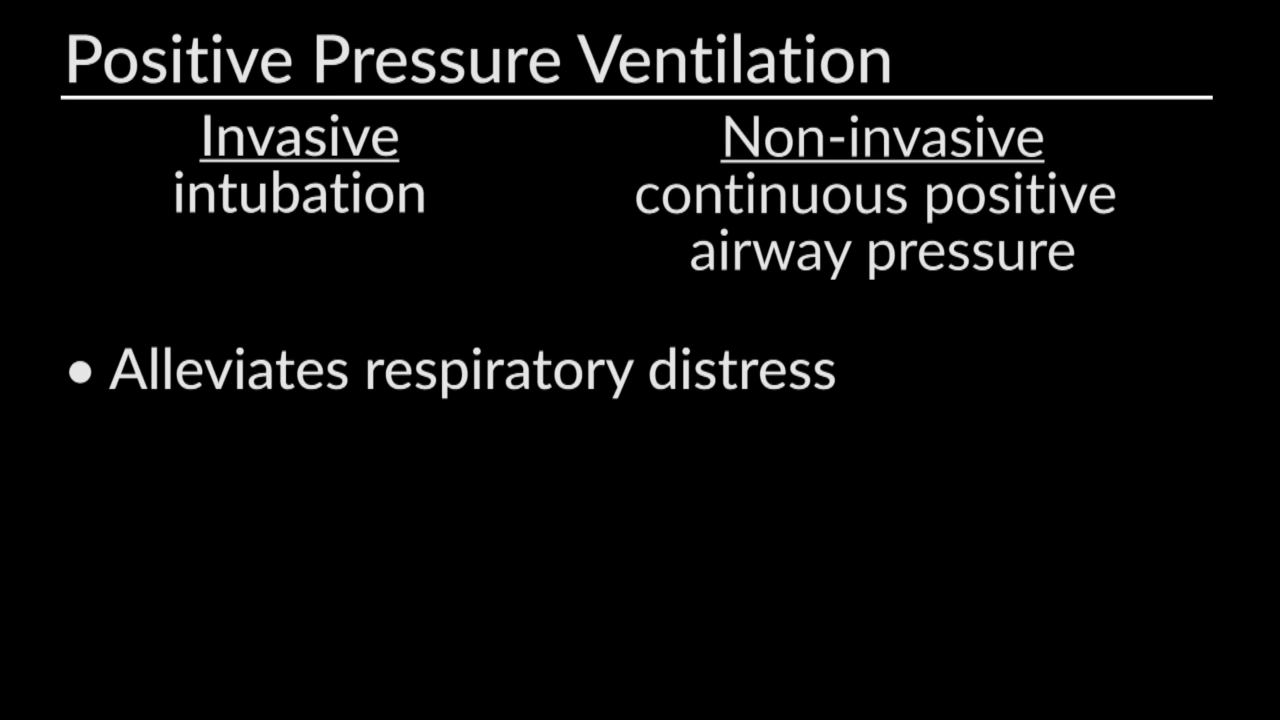 Positive Pressure Ventilation
Invasive
intubation
Non-invasive
continuous positive
airway pressure
• Alleviates respiratory distress